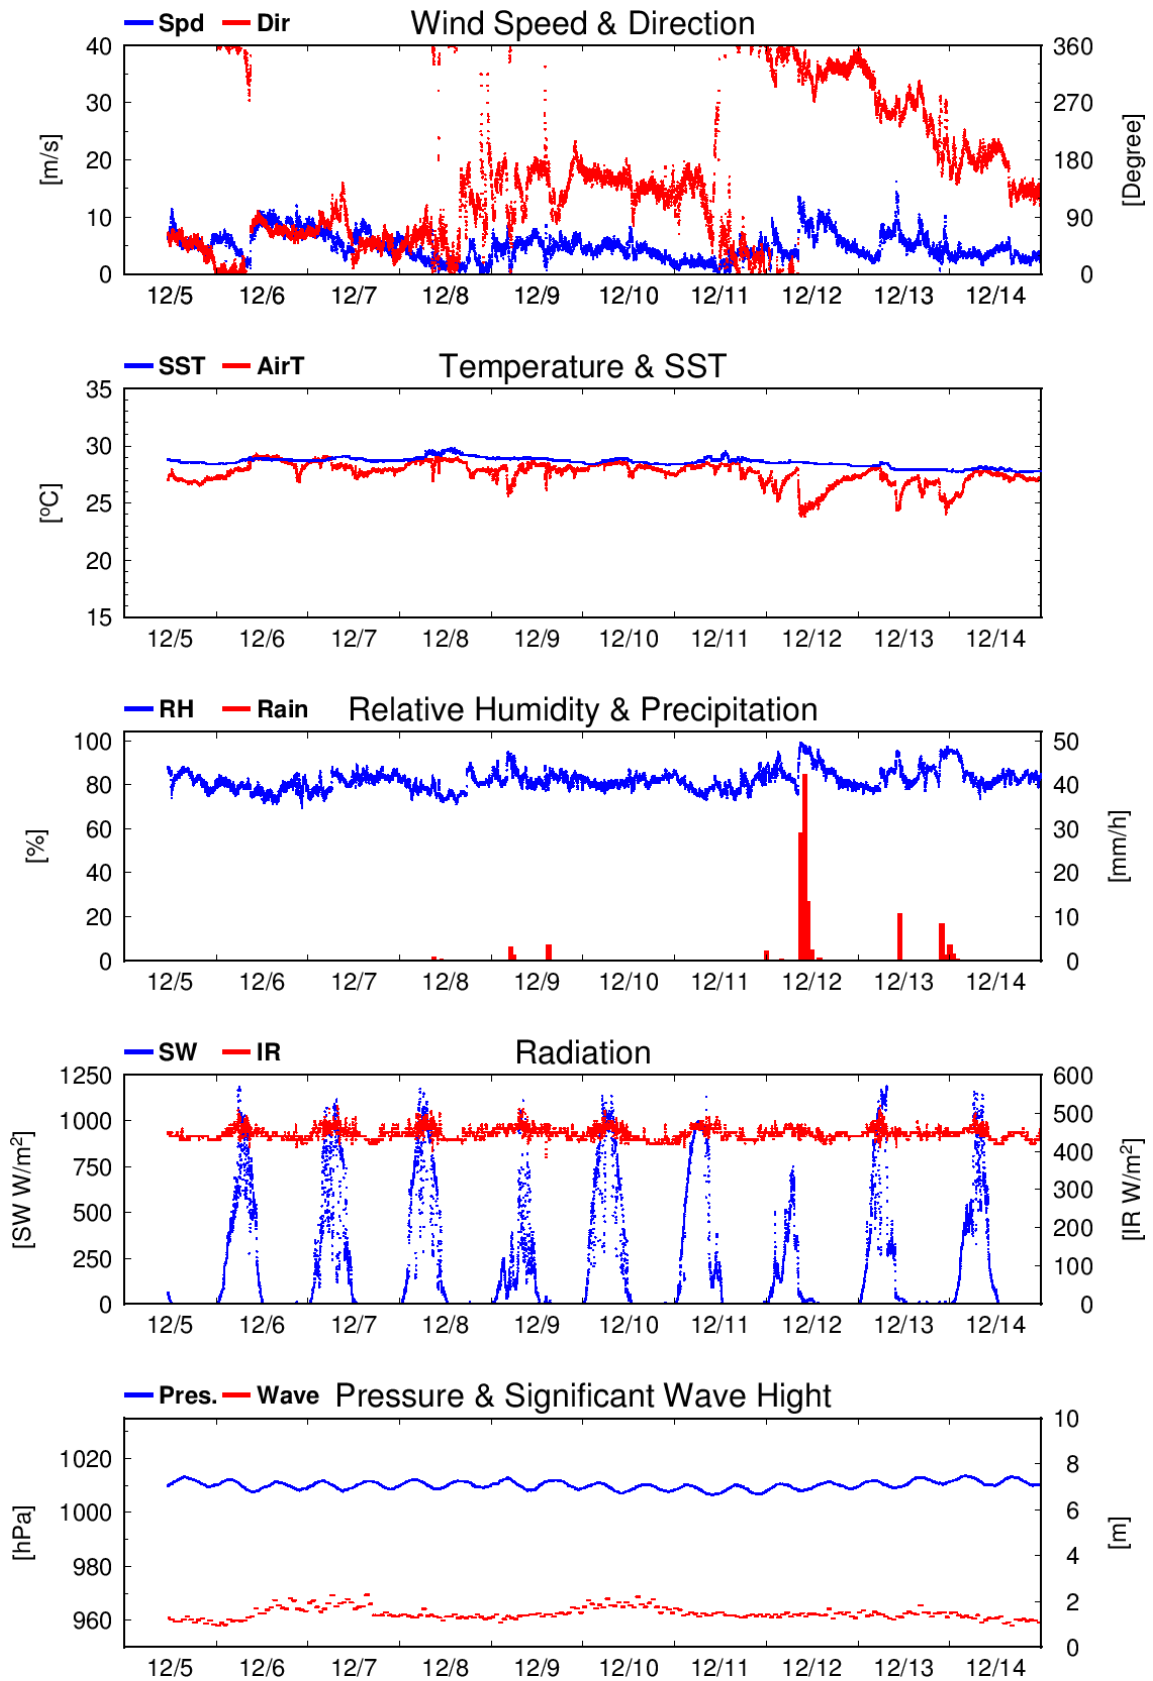 Spd Dir Wind Speed & Direction
40 360
30 270
20 180
10 90
0 0
[m/s] [Degree]
12/5 12/6 12/7 12/8 12/9 12/10 12/11 12/12 12/13 12/14
SST AirT Temperature & SST
35
30
25
20
15
[ºC]
12/5 12/6 12/7 12/8 12/9 12/10 12/11 12/12 12/13 12/14
RH Rain Relative Humidity & Precipitation
100 50
80 40
60 30
40 20
20 10
0 0
[%] [mm/h]
12/5 12/6 12/7 12/8 12/9 12/10 12/11 12/12 12/13 12/14
SW IR Radiation
1250 600
1000 500
750 400
500 300
250 200
0 100
0
[SW W/m²] [IR W/m²]
12/5 12/6 12/7 12/8 12/9 12/10 12/11 12/12 12/13 12/14
Pres. Wave Pressure & Significant Wave Hight
1020 10
1000 8
980 6
960 4
2
0
[hPa] [m]
12/5 12/6 12/7 12/8 12/9 12/10 12/11 12/12 12/13 12/14